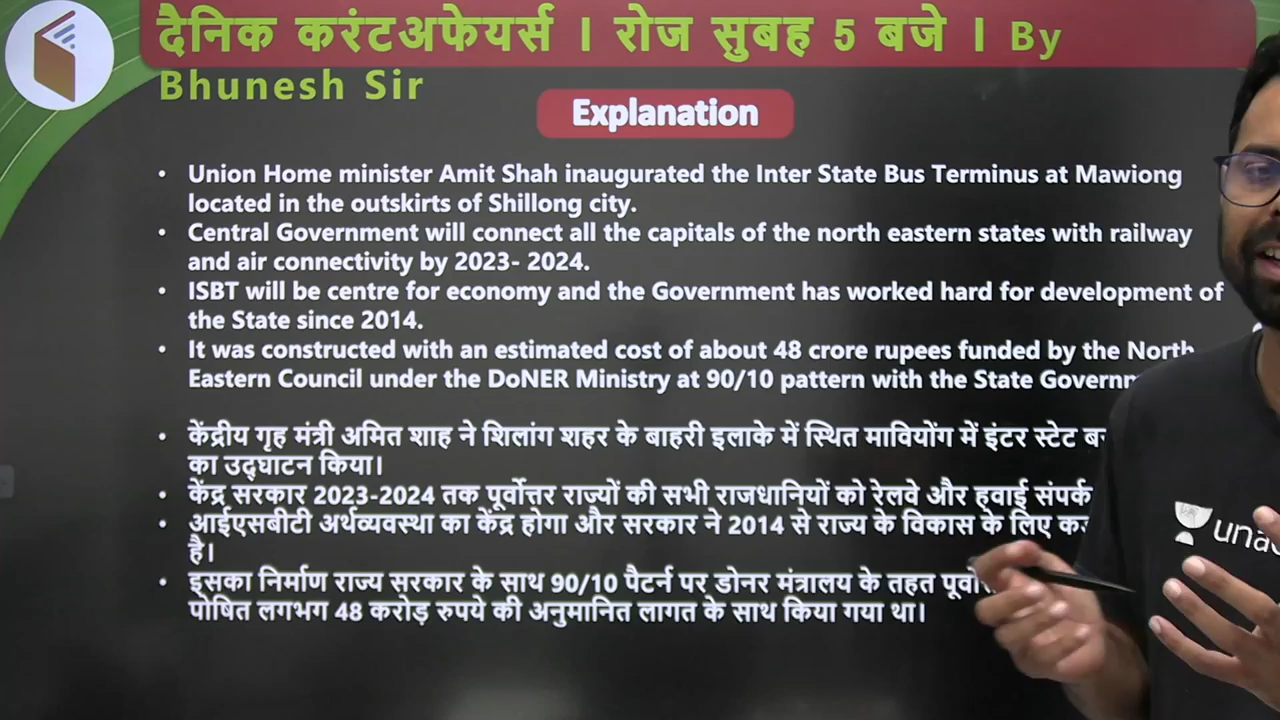 दैनिक करंटअफेयर्स । रोज सुबह 5 बजे । By
Bhunesh Sir
Explanation
• Union Home minister Amit Shah inaugurated the Inter State Bus Terminus at Mawiong
located in the outskirts of Shillong city.
• Central Government will connect all the capitals of the north eastern states with railway
and air connectivity by 2023- 2024.
• ISBT will be centre for economy and the Government has worked hard for development of
the State since 2014.
• It was constructed with an estimated cost of about 48 crore rupees funded by the North
Eastern Council under the DoNER Ministry at 90/10 pattern with the State
• केंद्रीय गृह मंत्री अमित शाह ने शिलांग शहर के बाहरी इलाके में स्थित मावियोंग में इंटर स्टेट
का उद्घाटन किया।
• केंद्र सरकार 2023-2024 तक पूर्वोत्तर राज्यों की सभी राजधानियों को रेलवे और हवाई संपर्क
• आईएसबीटी अर्थव्यवस्था का केंद्र होगा और सरकार ने 2014 से राज्य के विकास के लिए
है।
• इसका निर्माण राज्य सरकार के साथ 90/10 पैटर्न पर डोनर मंत्रालय के तहत
पोषित लगभग 48 करोड़ रुपये की अनुमानित लागत के साथ किया गया था।